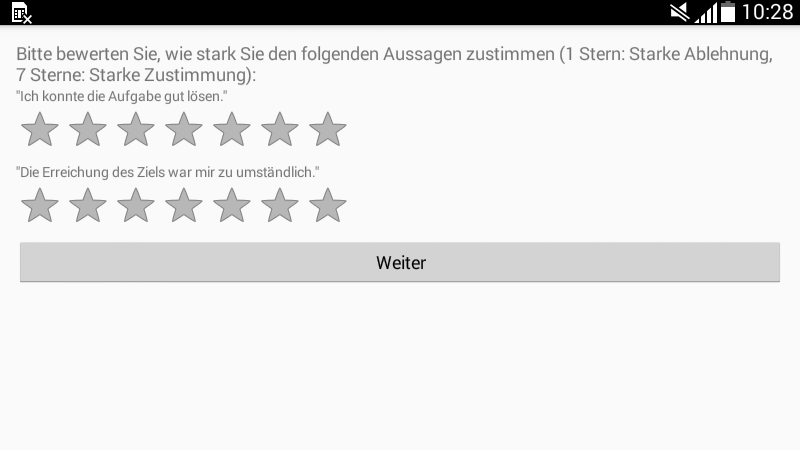 10:28
Bitte bewerten Sie, wie stark Sie den folgenden Aussagen zustimmen (1 Stern: Starke Ablehnung,
7 Sterne: Starke Zustimmung):
"Ich konnte die Aufgabe gut lösen."
"Die Erreichung des Ziels war mir zu umständlich."
Weiter